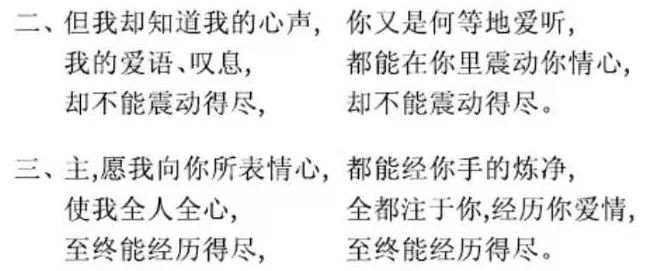 二、但我却知道我的心声, 你又是何等地爱听,
我的爱语、叹息, 都能在你里震动你情心,
却不能震动得尽, 却不能震动得尽。
三、主,愿我向你所表情心, 都能经你手的炼净,
使我全人全心, 全都注于你,经历你爱情,
至终能经历得尽, 至终能经历得尽。